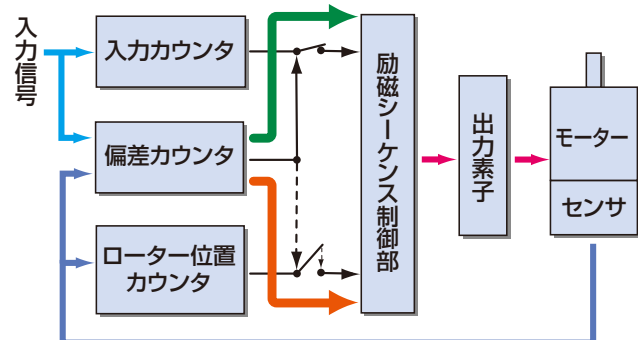 入力信号
入力カウンタ
偏差カウンタ
ローター位置
カウンタ
励磁シーケンス制御部
出力素子
モーター
センサ